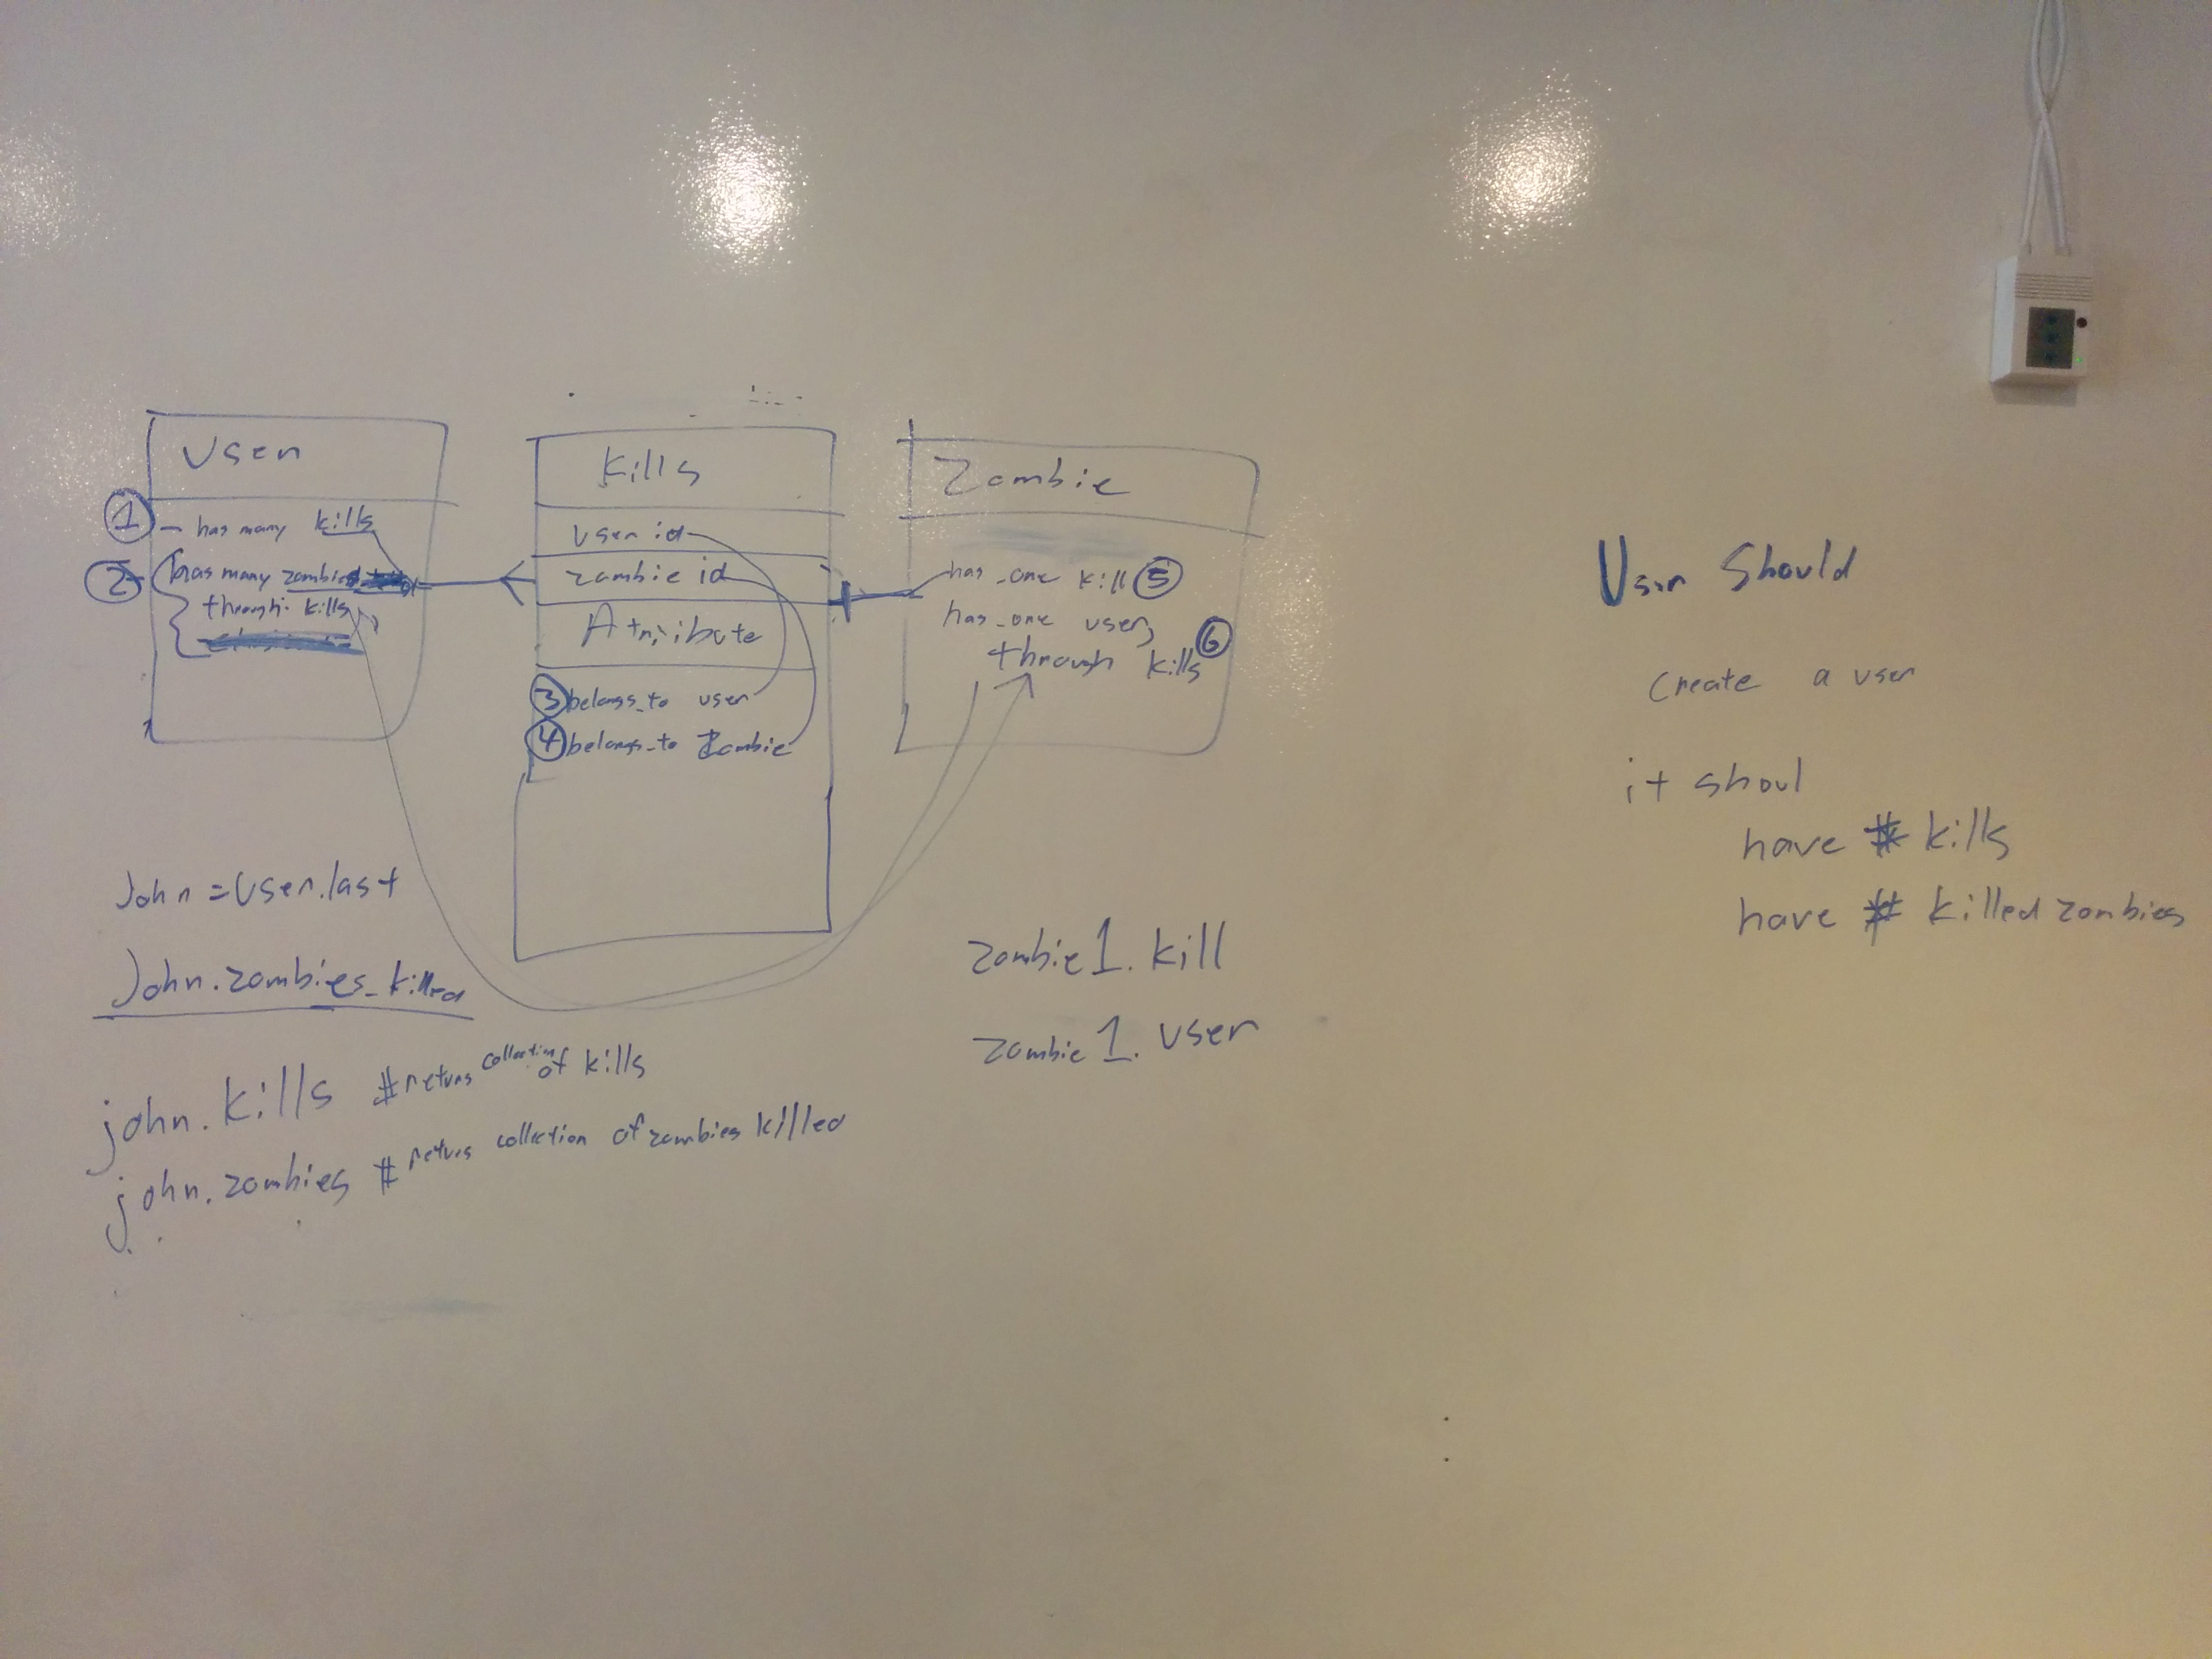 User
① - has many kills
② has many zombies
through kills
Kills
user id
zombie id
Attribute
③ belongs_to user
④ belongs_to Zombie
Zombie
has_one kill ⑤
has_one user,
through kills ⑥
John = User.last
John.zombies_killed
john.kills # returns collection of kills
john.zombies # returns collection of zombies killed
zombie1.kill
zombie1.user
User Should
Create a user
it shoul
have # kills
have # killed zombies